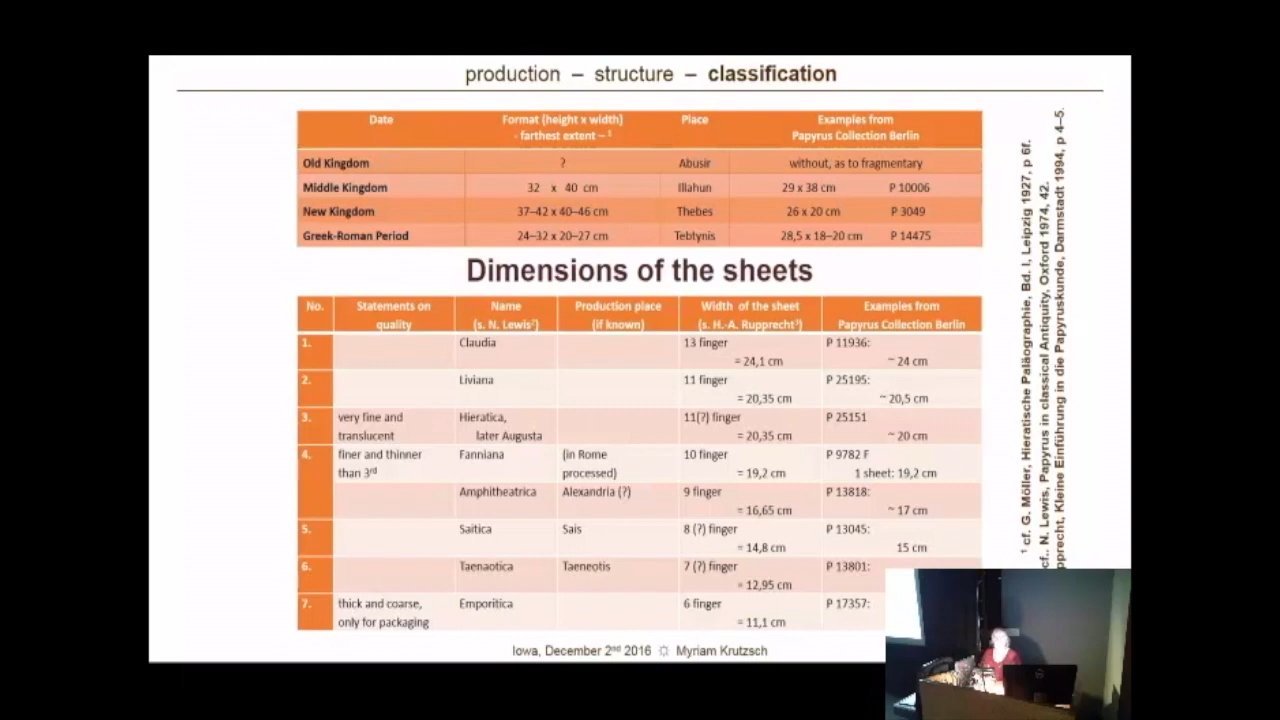 production – structure – classification
Date Format (height x width) - farthest extent – ¹ Place Examples from Papyrus Collection Berlin
Old Kingdom ? Abusir without, as to fragmentary
Middle Kingdom 32 x 40 cm Illahun 29 x 38 cm P 10006
New Kingdom 37–42 x 40–46 cm Thebes 26 x 20 cm P 3049
Greek-Roman Period 24–32 x 20–27 cm Tebtynis 28,5 x 18–20 cm P 14475
Dimensions of the sheets
No. Statements on quality Name (s. N. Lewis²) Production place (if known) Width of the sheet (s. H.-A. Rupprecht³) Examples from Papyrus Collection Berlin
1. Claudia 13 finger = 24,1 cm P 11936: ~ 24 cm
2. Liviana 11 finger = 20,35 cm P 25195: ~ 20,5 cm
3. very fine and translucent Hieratica, later Augusta 11(?) finger = 20,35 cm P 25151 ~ 20 cm
4. finer and thinner than 3rd Fanniana (in Rome processed) 10 finger = 19,2 cm P 9782 F 1 sheet: 19,2 cm
Amphitheatrica Alexandria (?) 9 finger = 16,65 cm P 13818: ~ 17 cm
5. Saitica Sais 8 (?) finger = 14,8 cm P 13045: 15 cm
6. Taenaotica Taeneotis 7 (?) finger = 12,95 cm P 13801:
7. thick and coarse, only for packaging Emporitica 6 finger = 11,1 cm P 17357:
Iowa, December 2nd 2016 ☼ Myriam Krutzsch
¹ cf. G. Möller, Hieratische Paläographie, Bd. I, Leipzig 1927, p 6f.
cf.. N. Lewis, Papyrus in classical Antiquity, Oxford 1974, 42.
pprecht, Kleine Einführung in die Papyruskunde, Darmstadt 1994, p 4–5.